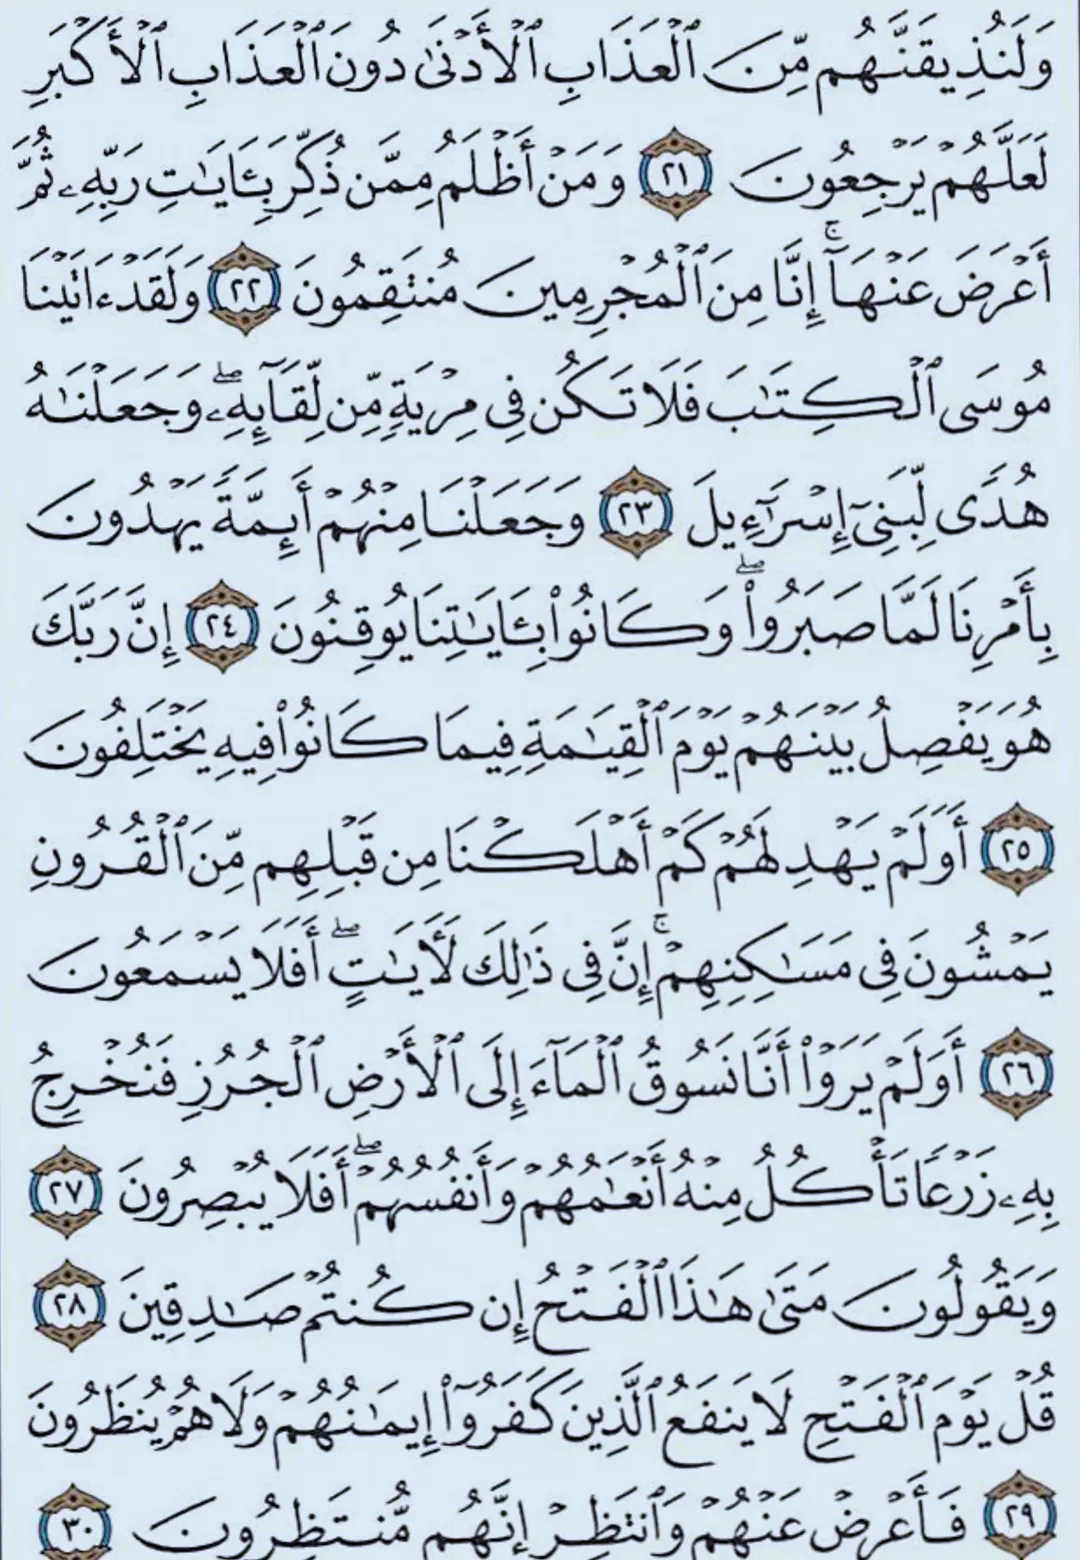 وَلَنُذِيقَنَّهُم مِّنَ ٱلْعَذَابِ ٱلْأَدْنَىٰ دُونَ ٱلْعَذَابِ ٱلْأَكْبَرِ
لَعَلَّهُمْ يَرْجِعُونَ ٢١ وَمَنْ أَظْلَمُ مِمَّن ذُكِّرَ بِـَٔايَـٰتِ رَبِّهِۦ ثُمَّ
أَعْرَضَ عَنْهَآ ۚ إِنَّا مِنَ ٱلْمُجْرِمِينَ مُنتَقِمُونَ ٢٢ وَلَقَدْ ءَاتَيْنَا
مُوسَى ٱلْكِتَـٰبَ فَلَا تَكُن فِى مِرْيَةٍ مِّن لِّقَآئِهِۦ ۖ وَجَعَلْنَـٰهُ
هُدًى لِّبَنِىٓ إِسْرَٰٓءِيلَ ٢٣ وَجَعَلْنَا مِنْهُمْ أَئِمَّةً يَهْدُونَ
بِأَمْرِنَا لَمَّا صَبَرُوا۟ ۖ وَكَانُوا۟ بِـَٔايَـٰتِنَا يُوقِنُونَ ٢٤ إِنَّ رَبَّكَ
هُوَ يَفْصِلُ بَيْنَهُمْ يَوْمَ ٱلْقِيَـٰمَةِ فِيمَا كَانُوا۟ فِيهِ يَخْتَلِفُونَ
٢٥ أَوَلَمْ يَهْدِ لَهُمْ كَمْ أَهْلَكْنَا مِن قَبْلِهِم مِّنَ ٱلْقُرُونِ
يَمْشُونَ فِى مَسَـٰكِنِهِمْ ۚ إِنَّ فِى ذَٰلِكَ لَـَٔايَـٰتٍ ۖ أَفَلَا يَسْمَعُونَ
٢٦ أَوَلَمْ يَرَوْا۟ أَنَّا نَسُوقُ ٱلْمَآءَ إِلَى ٱلْأَرْضِ ٱلْجُرُزِ فَنُخْرِجُ
بِهِۦ زَرْعًا تَأْكُلُ مِنْهُ أَنْعَـٰمُهُمْ وَأَنفُسُهُمْ ۖ أَفَلَا يُبْصِرُونَ ٢٧
وَيَقُولُونَ مَتَىٰ هَـٰذَا ٱلْفَتْحُ إِن كُنتُمْ صَـٰدِقِينَ ٢٨
قُلْ يَوْمَ ٱلْفَتْحِ لَا يَنفَعُ ٱلَّذِينَ كَفَرُوٓا۟ إِيمَـٰنُهُمْ وَلَا هُمْ يُنظَرُونَ
٢٩ فَأَعْرِضْ عَنْهُمْ وَٱنتَظِرْ إِنَّهُم مُّنتَظِرُونَ ٣٠